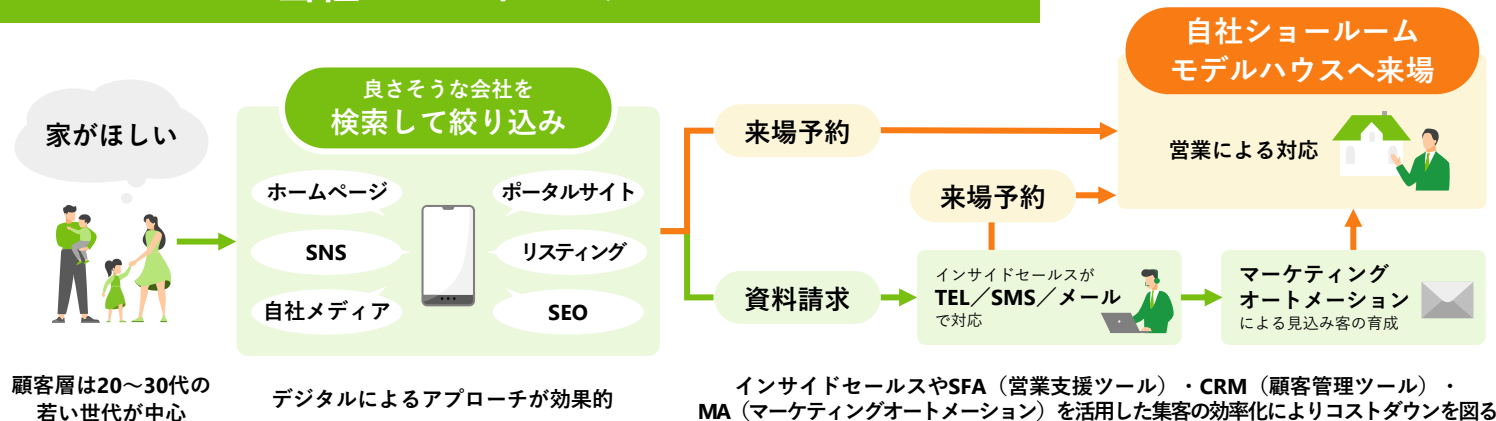 家がほしい
顧客層は20〜30代の
若い世代が中心
良さそうな会社を
検索して絞り込み
ホームページ
ポータルサイト
SNS
リスティング
自社メディア
SEO
デジタルによるアプローチが効果的
来場予約
資料請求
来場予約
インサイドセールスが
TEL／SMS／メール
で対応
マーケティング
オートメーション
による見込み客の育成
自社ショールーム
モデルハウスへ来場
営業による対応
インサイドセールスやSFA（営業支援ツール）・CRM（顧客管理ツール）・
MA（マーケティングオートメーション）を活用した集客の効率化によりコストダウンを図る